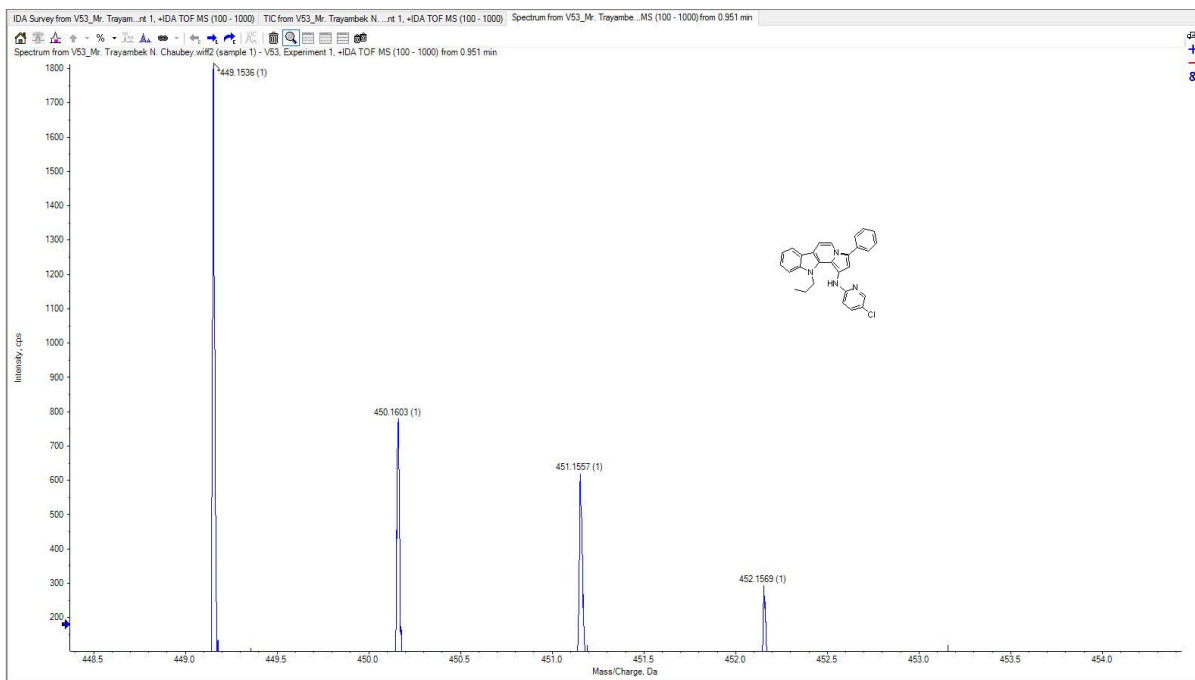 IDA Survey from V53_Mr. Trayam...nt 1, +IDA TOF MS (100 - 1000) TIC from V53_Mr. Trayambek N. ...nt 1, +IDA TOF MS (100 - 1000) Spectrum from V53_Mr. Trayambe...MS (100 - 1000) from 0.951 min
%
Spectrum from V53_Mr. Trayambek N. Chaubey.wiff2 (sample 1) - V53, Experiment 1, +IDA TOF MS (100 - 1000) from 0.951 min
1800
449.1536 (1)
1700
1600
1500
1400
1300
N
1200
N
HN
N
Cl
1100
1000
Intensity, cps
900
800
450.1603 (1)
700
451.1557 (1)
600
500
400
452.1569 (1)
300
200
448.5 449.0 449.5 450.0 450.5 451.0 451.5 452.0 452.5 453.0 453.5 454.0
Mass/Charge, Da